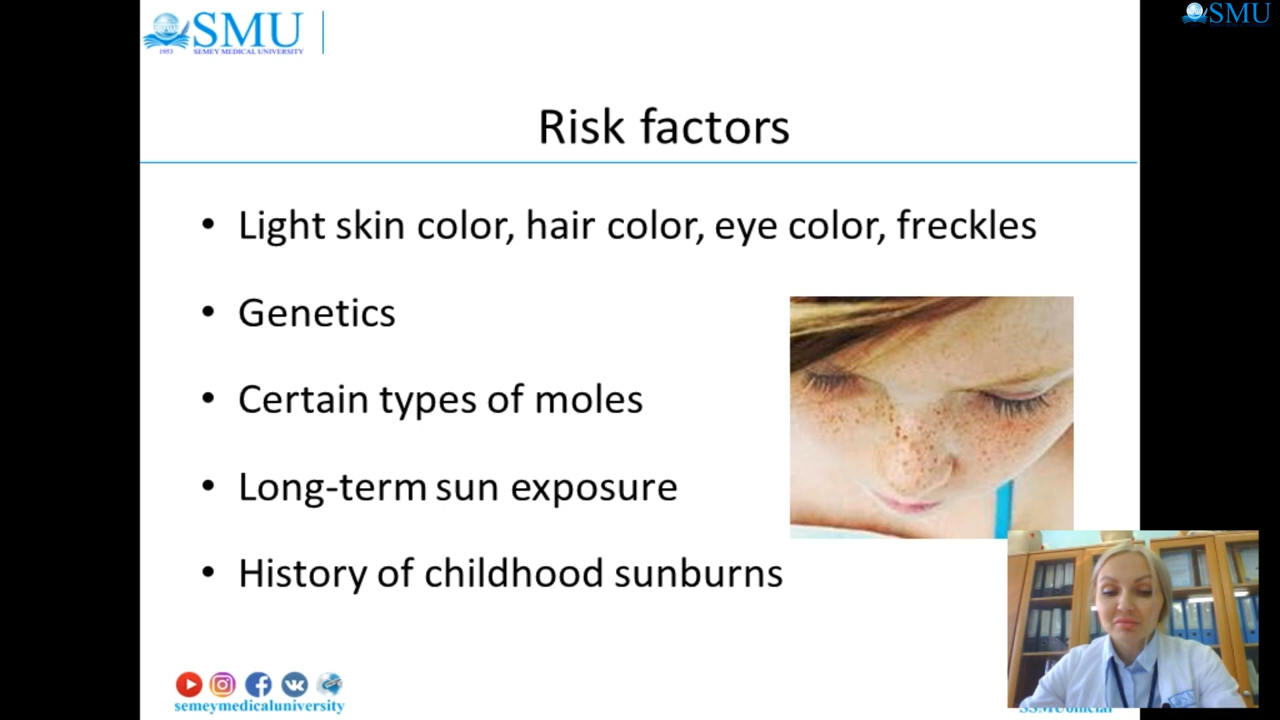 SMU
1953 SEMEY MEDICAL UNIVERSITY
SMU
Risk factors
• Light skin color, hair color, eye color, freckles
• Genetics
• Certain types of moles
• Long-term sun exposure
• History of childhood sunburns
semeymedicaluniversity